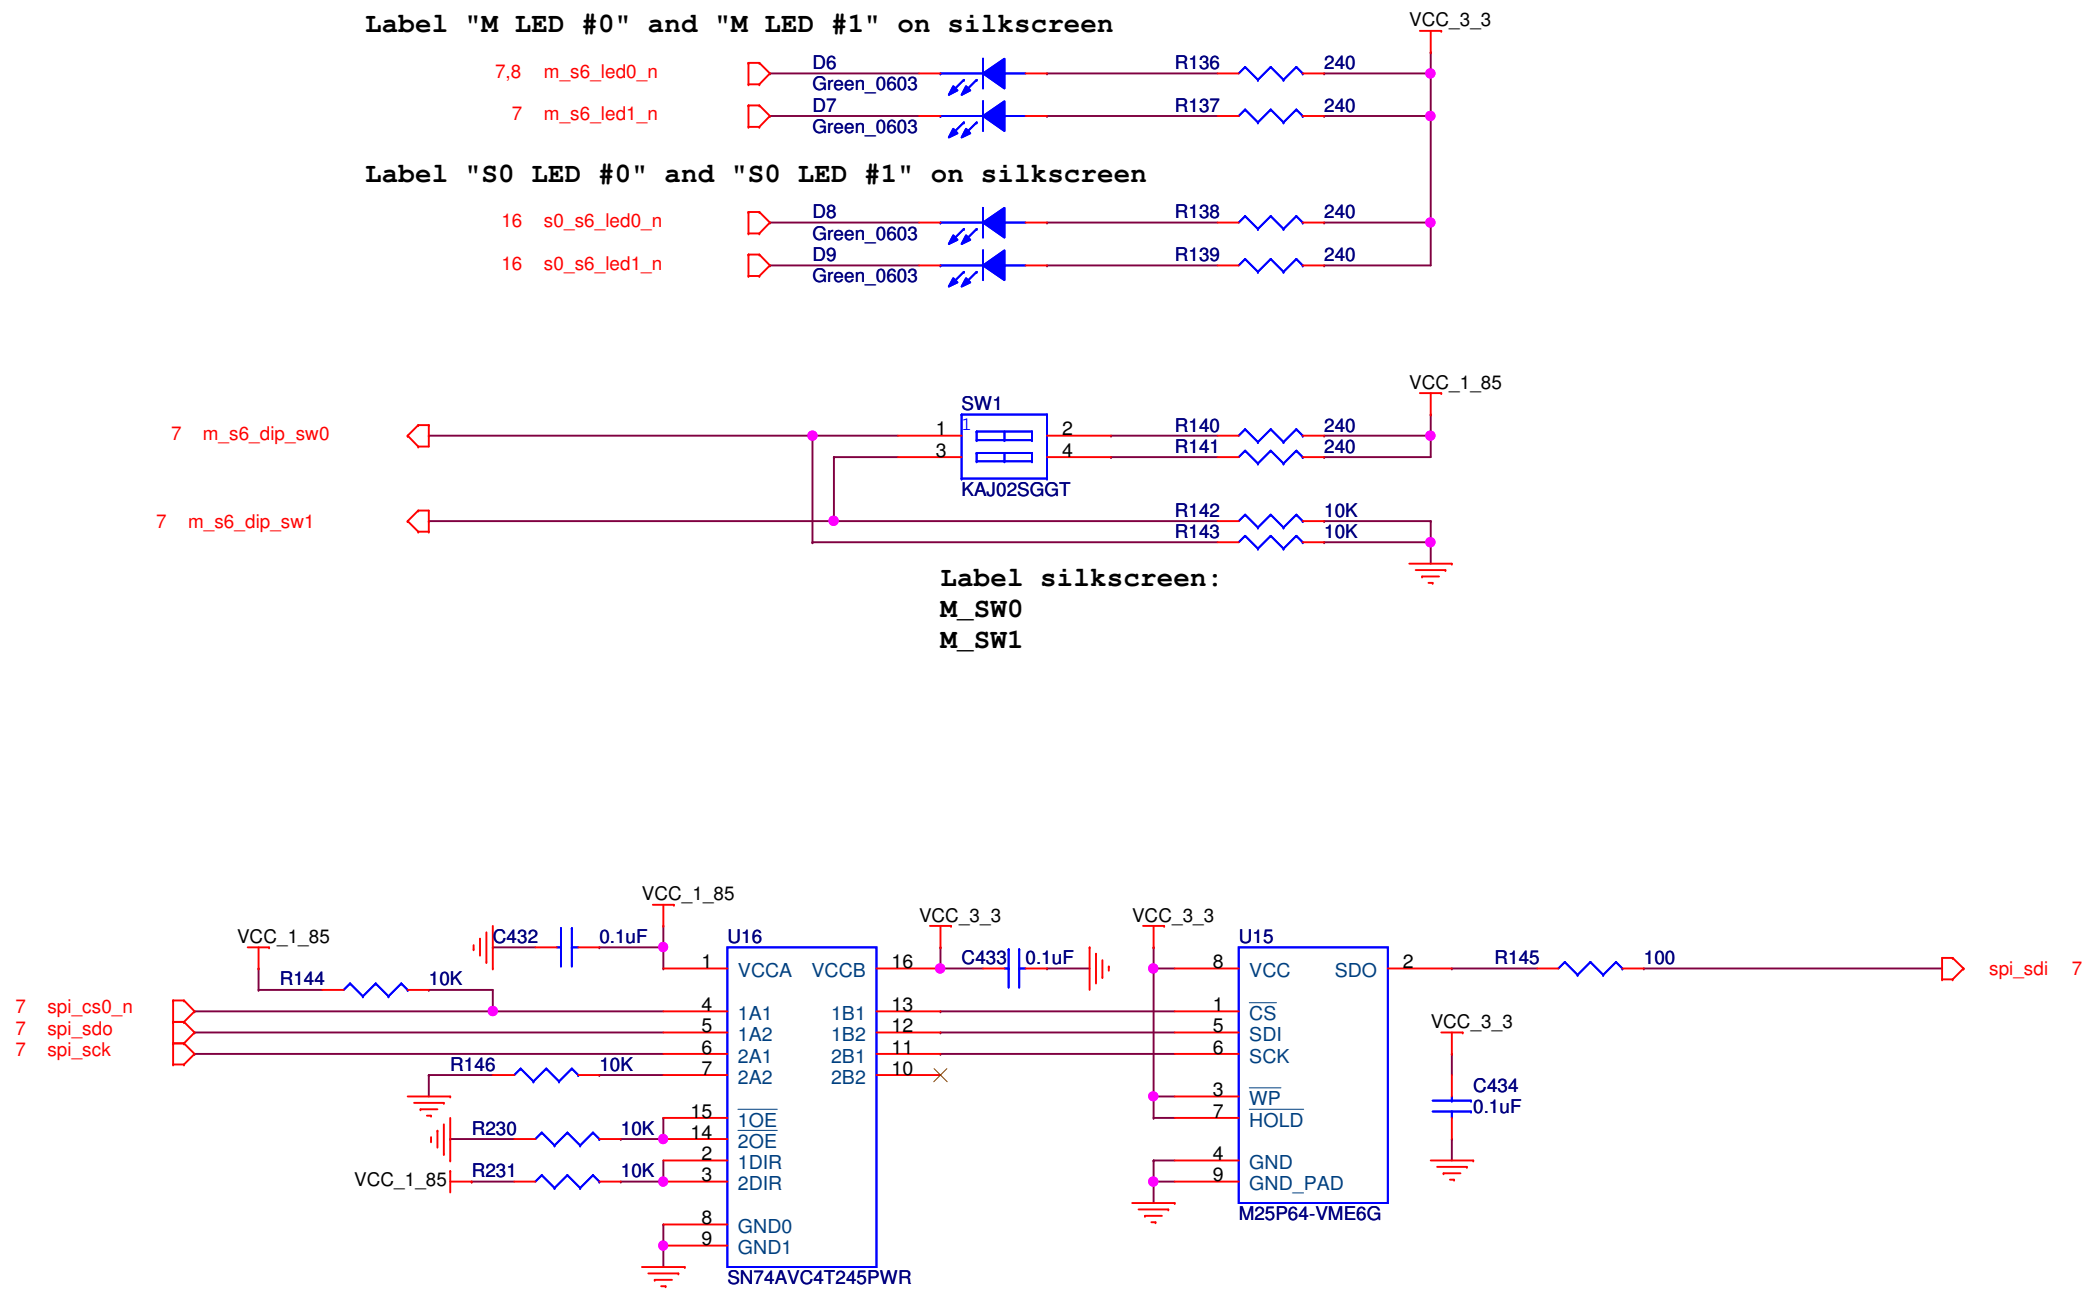 Label "M LED #0" and "M LED #1" on silkscreen
VCC_3_3
7,8 m_s6_led0_n
D6
Green_0603
R136 240
7 m_s6_led1_n
D7
Green_0603
R137 240
Label "S0 LED #0" and "S0 LED #1" on silkscreen
16 s0_s6_led0_n
D8
Green_0603
R138 240
16 s0_s6_led1_n
D9
Green_0603
R139 240
VCC_1_85
SW1
7 m_s6_dip_sw0
1 1 2
R140 240
3 4
R141 240
KAJ02SGGT
7 m_s6_dip_sw1
R142 10K
R143 10K
Label silkscreen:
M_SW0
M_SW1
VCC_1_85
VCC_1_85
C432 0.1uF
R144 10K
7 spi_cs0_n
7 spi_sdo
7 spi_sck
R146 10K
R230 10K
VCC_1_85
R231 10K
U16
1 VCCA VCCB 16
4 1A1 1B1 13
5 1A2 1B2 12
6 2A1 2B1 11
7 2A2 2B2 10
15 1OE
14 2OE
2 1DIR
3 2DIR
8 GND0
9 GND1
SN74AVC4T245PWR
VCC_3_3
C433 0.1uF
VCC_3_3
U15
8 VCC SDO 2
1 CS
5 SDI
6 SCK
3 WP
7 HOLD
4 GND
9 GND_PAD
M25P64-VME6G
R145 100
spi_sdi 7
VCC_3_3
C434
0.1uF